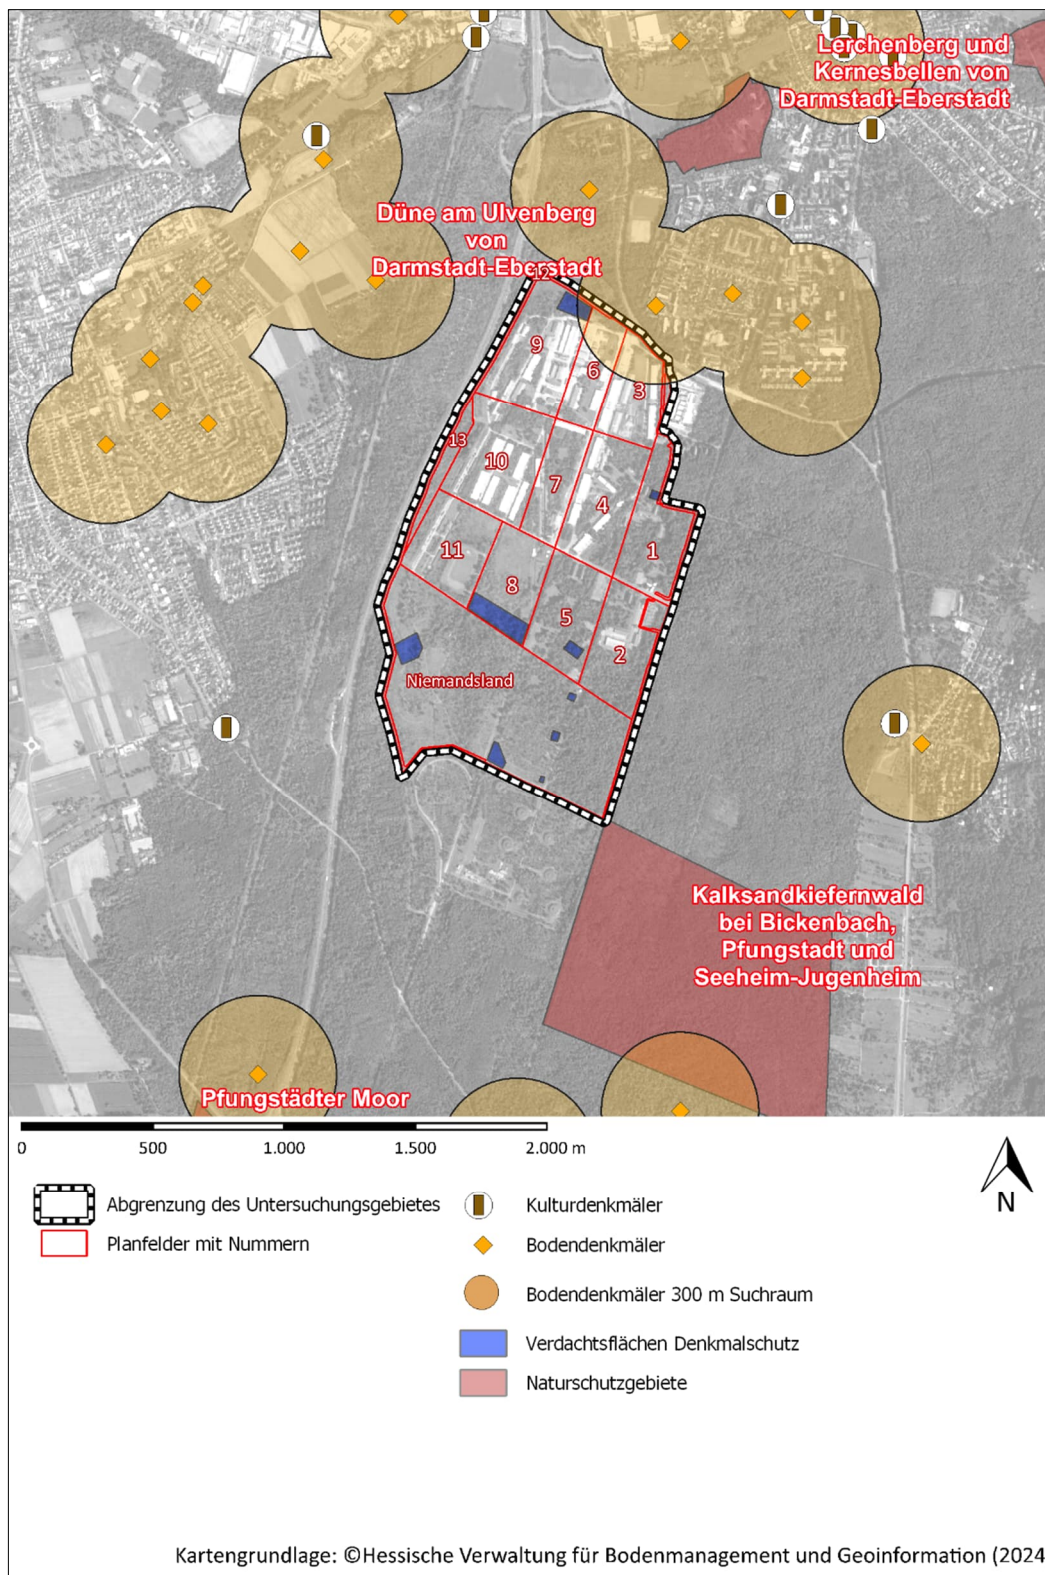 Lerchenberg und
Kernesbellen von
Darmstadt-Eberstadt
Düne am Ulvenberg
von
Darmstadt-Eberstadt
12
9
6
3
13
10
7
4
11
8
1
5
2
Niemandsland
Kalksandkiefernwald
bei Bickenbach,
Pfungstadt und
Seeheim-Jugenheim
Pfungstädter Moor
0 500 1.000 1.500 2.000 m
N
Abgrenzung des Untersuchungsgebietes
Planfelder mit Nummern
Kulturdenkmäler
Bodendenkmäler
Bodendenkmäler 300 m Suchraum
Verdachtsflächen Denkmalschutz
Naturschutzgebiete
Kartengrundlage: ©Hessische Verwaltung für Bodenmanagement und Geoinformation (2024